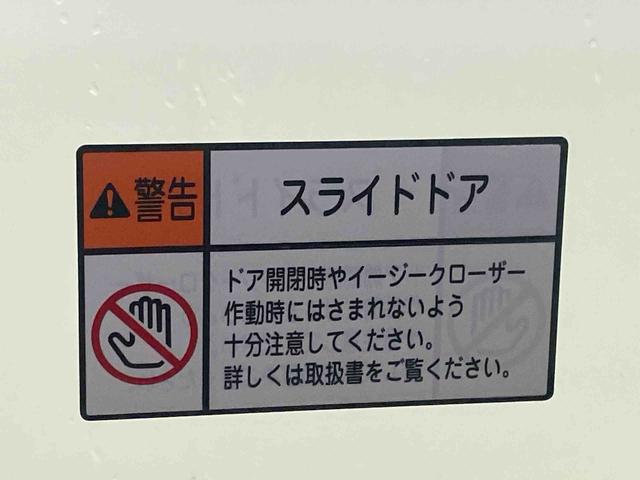 警告
スライドドア
ドア開閉時やイージークローザー
作動時にはさまれないよう
十分注意してください。
詳しくは取扱書をご覧ください。